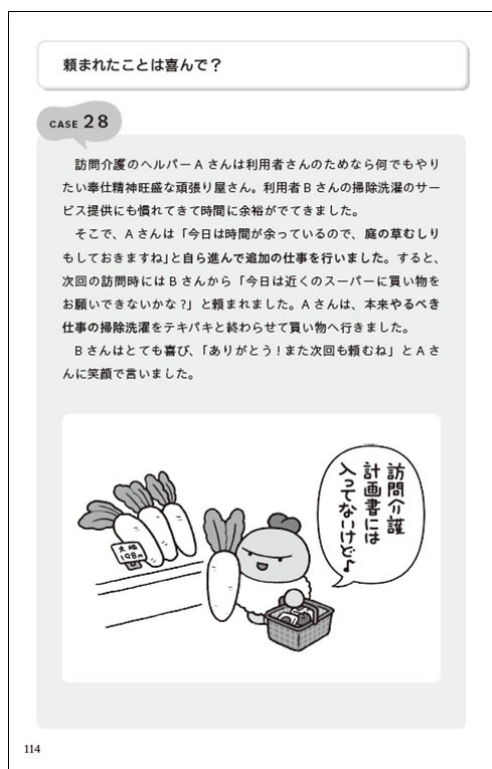 頼まれたことは喜んで？
CASE 28
訪問介護のヘルパーAさんは利用者さんのためなら何でもやり
たい奉仕精神旺盛な頑張り屋さん。利用者Bさんの掃除洗濯のサー
ビス提供にも慣れてきて時間に余裕がでてきました。
そこで、Aさんは「今日は時間が余っているので、庭の草むしり
もしておきますね」と自ら進んで追加の仕事を行いました。すると、
次回の訪問時にはBさんから「今日は近くのスーパーに買い物を
お願いできないかな？」と頼まれました。Aさんは、本来やるべき
仕事の掃除洗濯をテキパキと終わらせて買い物へ行きました。
Bさんはとても喜び、「ありがとう！また次回も頼むね」とAさ
んに笑顔で言いました。
訪問介護
計画書には
入ってないけど♪
大根
198円
114